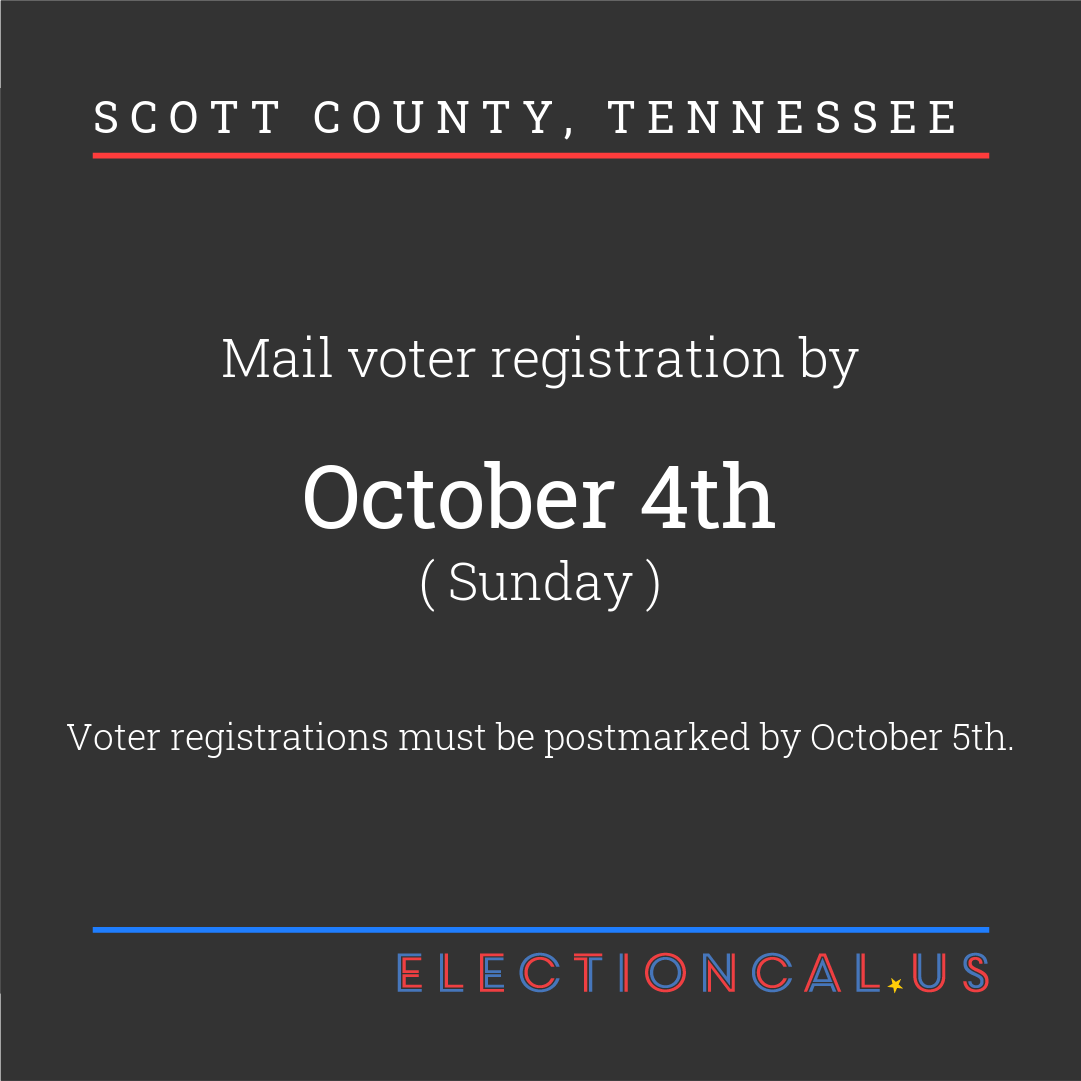 SCOTT COUNTY, TENNESSEE
Mail voter registration by
October 4th
( Sunday )
Voter registrations must be postmarked by October 5th.
ELECTIONCAL.US